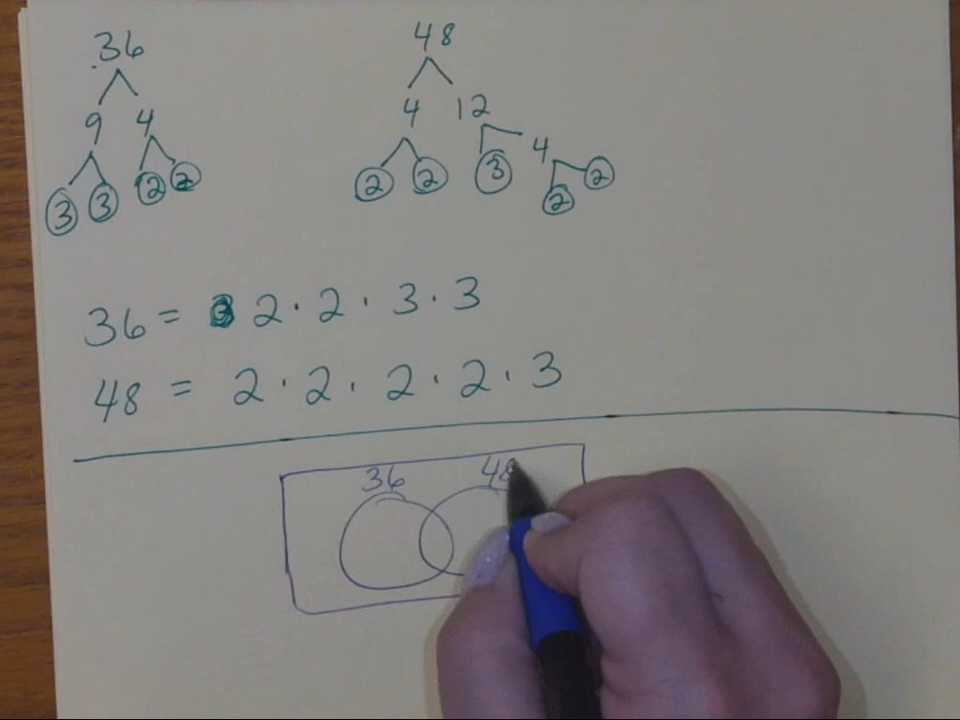 36 48
9 4 4 12
3 3 2 2 2 2 3 4
2 2
36 = 2 · 2 · 3 · 3
48 = 2 · 2 · 2 · 2 · 3
36 48